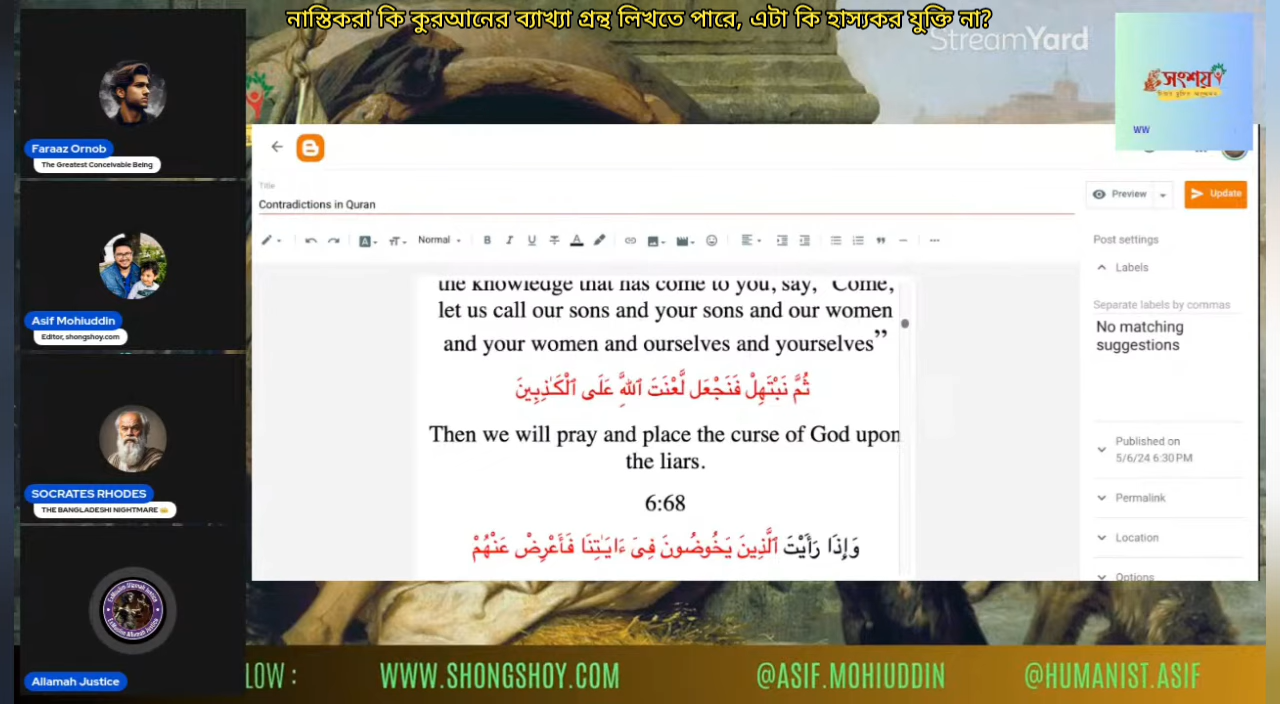 নাস্তিকরা কি কুরআনের ব্যাখ্যা গ্রন্থ লিখতে পারে, এটা কি হাস্যকর যুক্তি না?
StreamYard
সংশয়
WW
Faraaz Ornob
The Greatest Conceivable Being
Asif Mohiuddin
Editor, shongshoy.com
SOCRATES RHODES
THE BANGLADESHI NIGHTMARE
Allamah Justice
Title
Contradictions in Quran
Preview
Update
Normal
B I U
the knowledge that has come to you, say, "Come,
let us call our sons and your sons and our women
and your women and ourselves and yourselves”
ثُمَّ نَبْتَهِلْ فَنَجْعَل لَّعْنَتَ ٱللَّهِ عَلَى ٱلْكَـٰذِبِينَ
Then we will pray and place the curse of God upon
the liars.
6:68
وَإِذَا رَأَيْتَ ٱلَّذِينَ يَخُوضُونَ فِىٓ ءَايَـٰتِنَا فَأَعْرِضْ عَنْهُمْ
Post settings
Labels
Separate labels by commas
No matching
suggestions
Published on
5/6/24 6:30 PM
Permalink
Location
Options
LOW :
WWW.SHONGSHOY.COM
@ASIF.MOHIUDDIN
@HUMANIST.ASIF